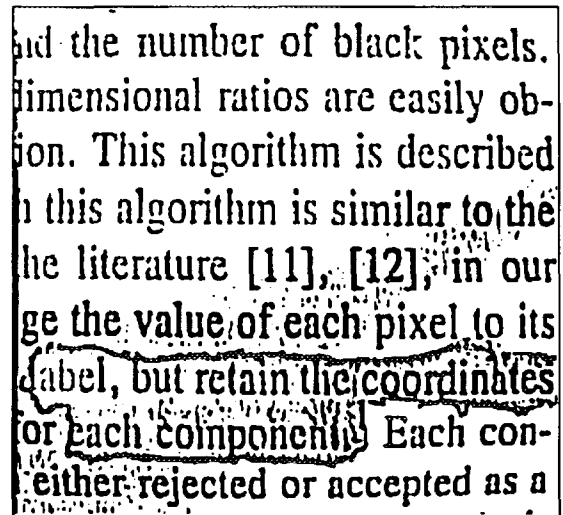 the number of black pixels.
dimensional ratios are easily ob-
ion. This algorithm is described
this algorithm is similar to the
he literature [11], [12], in our
ge the value of each pixel to its
label, but retain the coordinates
or each component. Each con-
either rejected or accepted as a